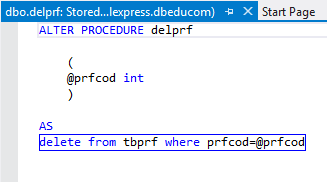 dbo.delprf: Stored...lexpress.dbeducom) Start Page
ALTER PROCEDURE delprf
(
@prfcod int
)
AS
delete from tbprf where prfcod=@prfcod